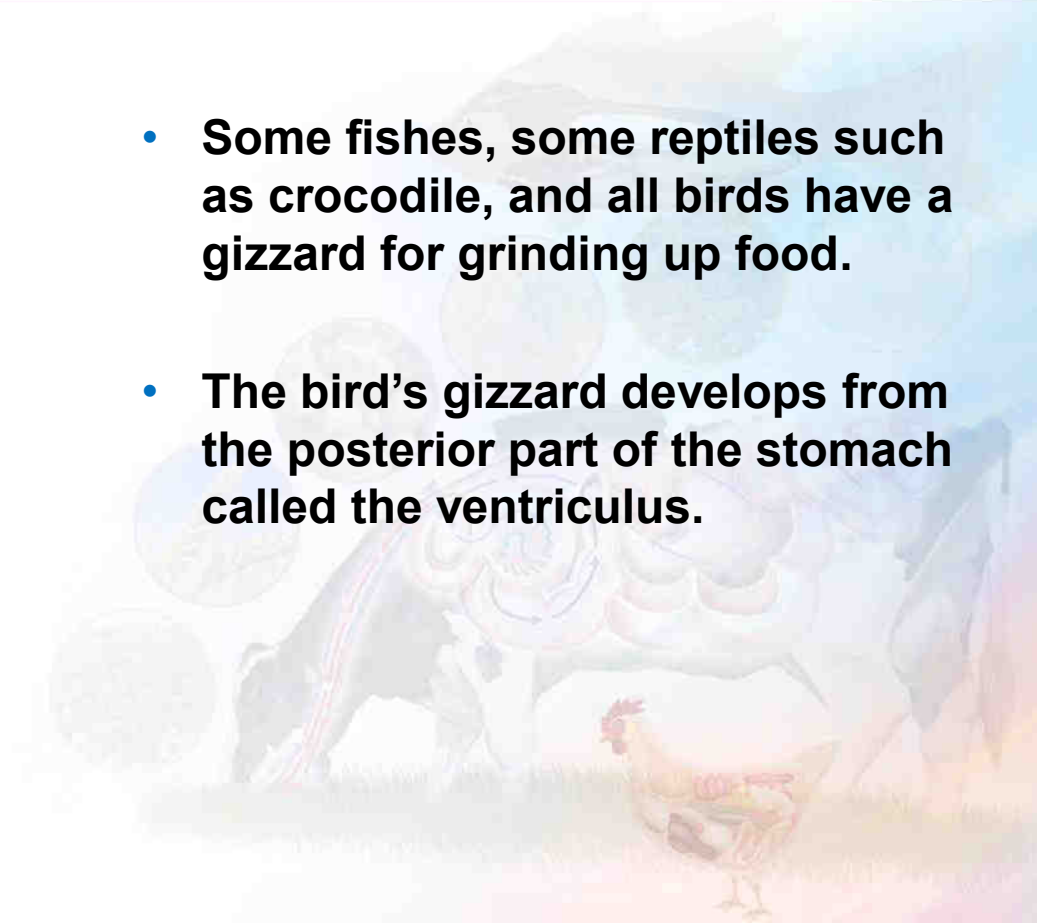 • Some fishes, some reptiles such
as crocodile, and all birds have a
gizzard for grinding up food.
• The bird’s gizzard develops from
the posterior part of the stomach
called the ventriculus.